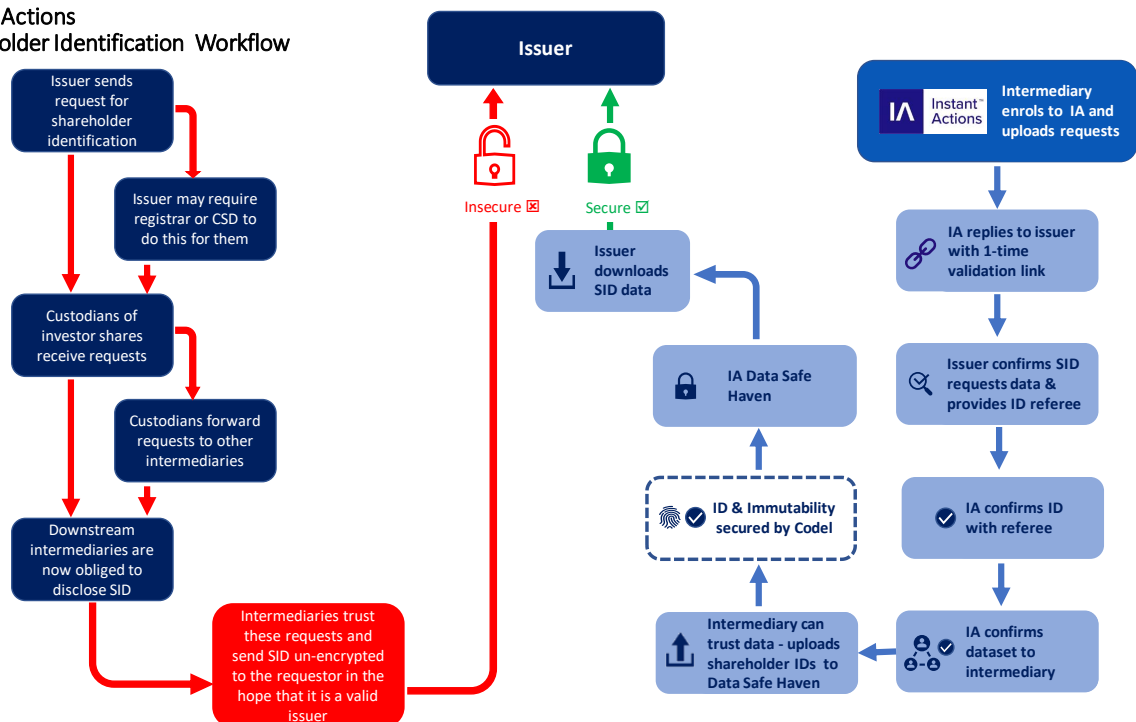 Actions
older Identification Workflow
Issuer sends
request for
shareholder
identification
Issuer may require
registrar or CSD to
do this for them
Custodians of
investor shares
receive requests
Custodians forward
requests to other
intermediaries
Downstream
intermediaries are
now obliged to
disclose SID
Intermediaries trust
these requests and
send SID un-encrypted
to the requestor in the
hope that it is a valid
issuer
Issuer
Insecure
Secure
Issuer
downloads
SID data
IA Data Safe
Haven
ID & Immutability
secured by Codel
Intermediary can
trust data - uploads
shareholder IDs to
Data Safe Haven
IA
Instant™
Actions
Intermediary
enrols to IA and
uploads requests
IA replies to issuer
with 1-time
validation link
Issuer confirms SID
requests data &
provides ID referee
IA confirms ID
with referee
IA confirms
dataset to
intermediary